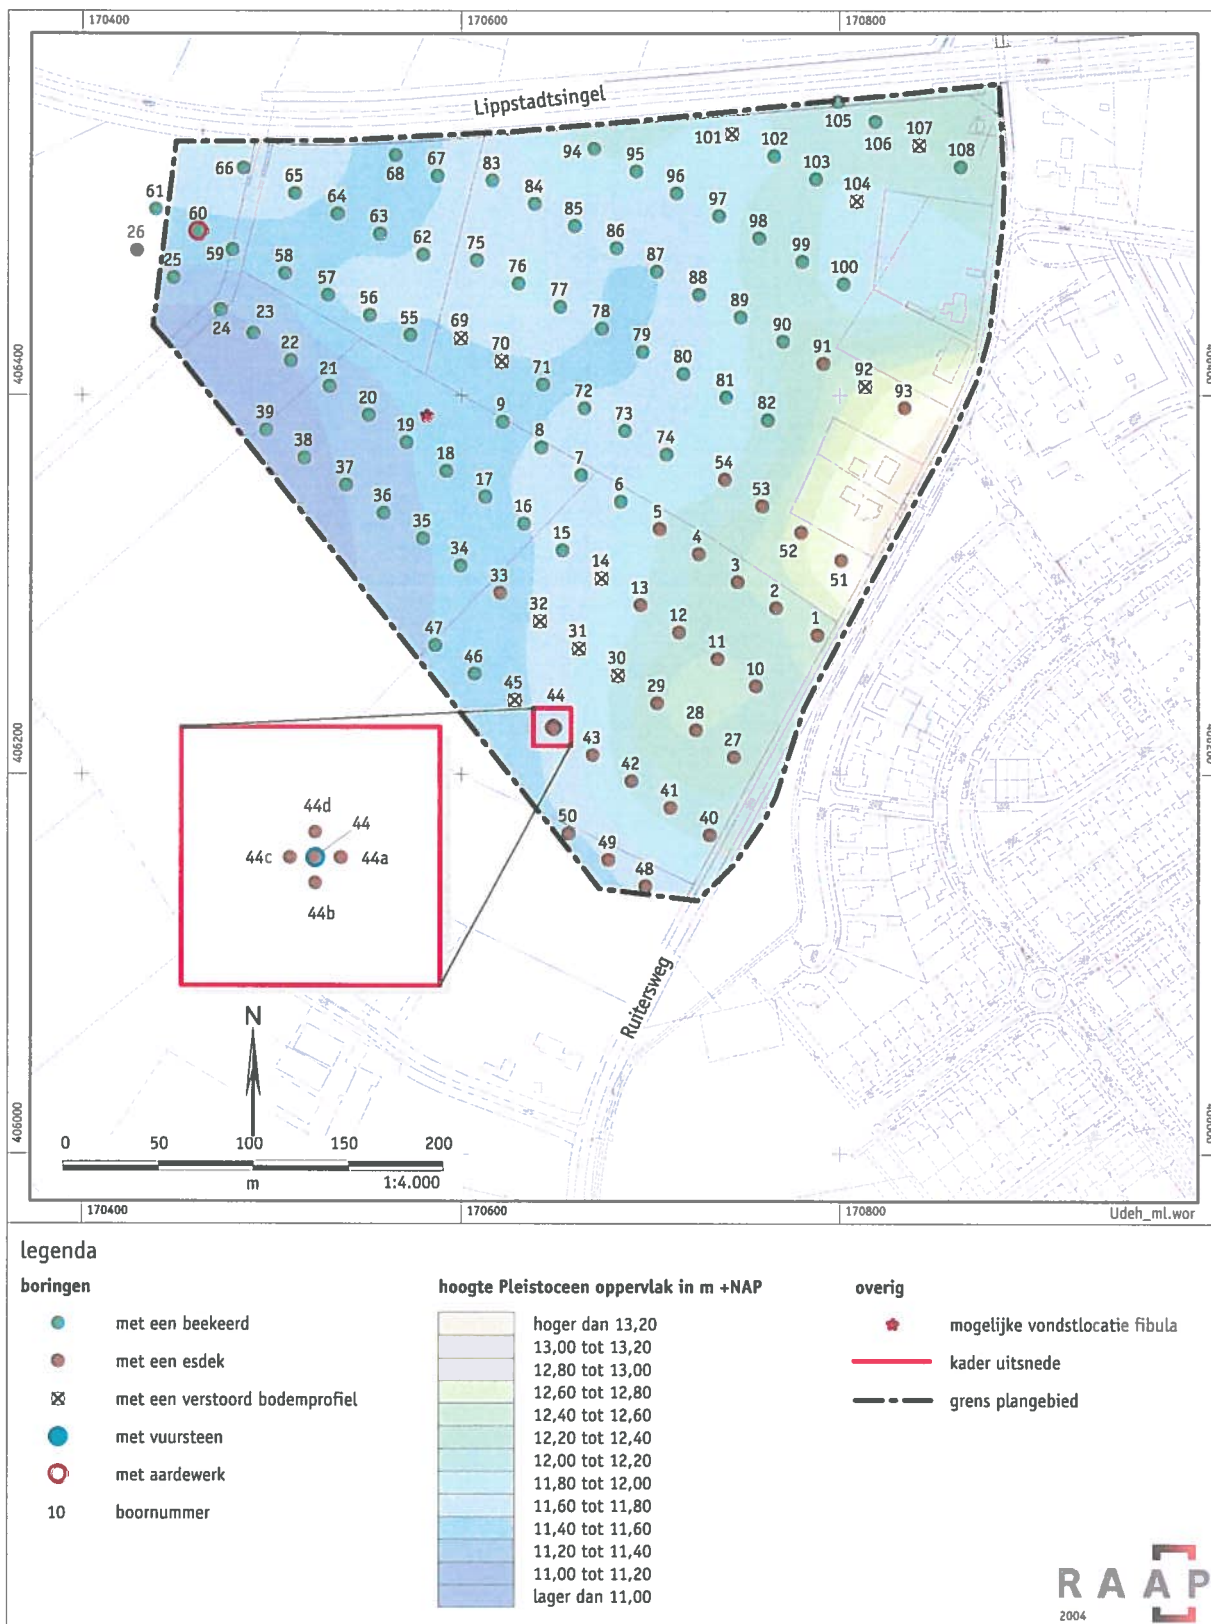 170400 170600 170800
Lippstadtsingel
105 106 107 108
101 102 103 104
94 95 96 97 98 99 100
66 65 64 63 62
68 67 83 84 85 86 87 88 89 90 91 92 93
61 60 59 58 57 56 55
26 25 24 23 22 21 20 19 18 17 16 15 14 13 12 11 10
75 76 77 78 79 80 81 82
69 70 71 72 73 74 54 53 52 51
9 8 7 6 5 4 3 2 1
39 38 37 36 35 34 33 32 31 30 29 28 27
47 46 45 44 43 42 41 40
50 49 48
406400 406400
406200 406200
406000 406000
44d
44
44c 44a
44b
Ruitersweg
N
0 50 100 150 200
m 1:4.000
170400 170600 170800
Udeh_ml.wor
legenda
boringen
met een beekeerd
met een esdek
met een verstoord bodemprofiel
met vuursteen
met aardewerk
10 boornummer
hoogte Pleistoceen oppervlak in m +NAP
hoger dan 13,20
13,00 tot 13,20
12,80 tot 13,00
12,60 tot 12,80
12,40 tot 12,60
12,20 tot 12,40
12,00 tot 12,20
11,80 tot 12,00
11,60 tot 11,80
11,40 tot 11,60
11,20 tot 11,40
11,00 tot 11,20
lager dan 11,00
overig
mogelijke vondstlocatie fibula
kader uitsnede
grens plangebied
RAAP
2004